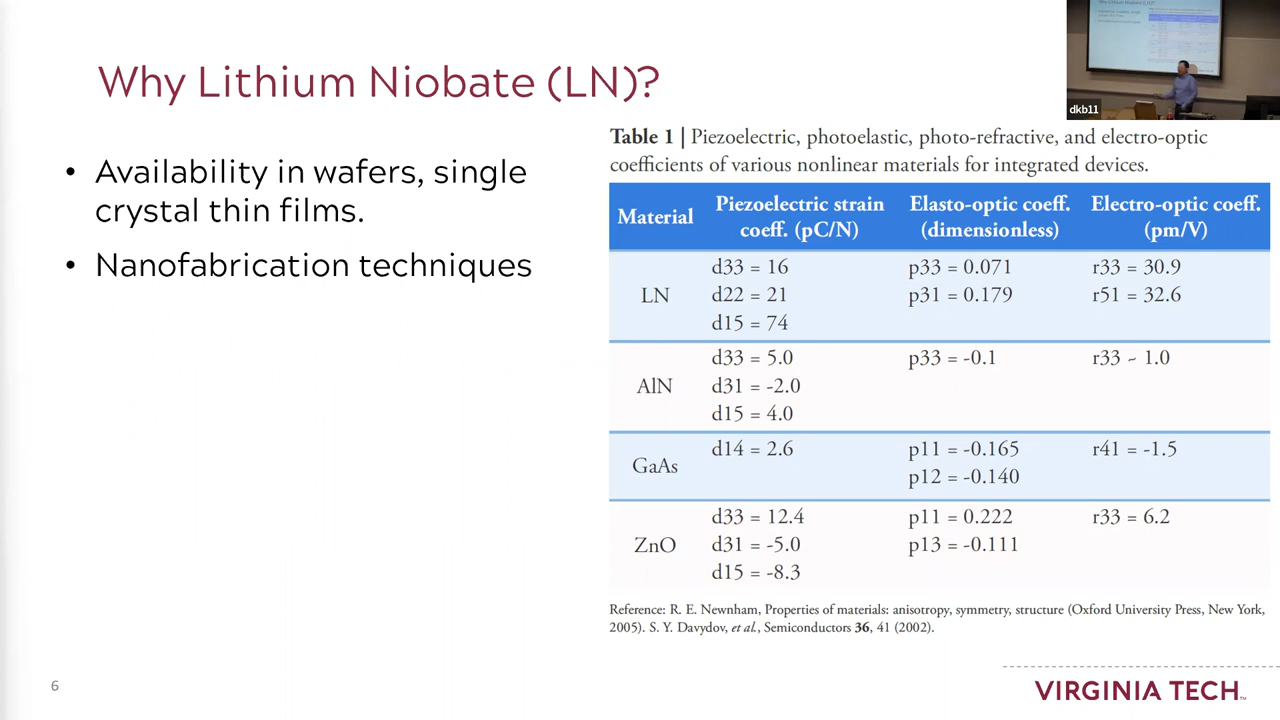 Why Lithium Niobate (LN)?
dkb11
• Availability in wafers, single
crystal thin films.
• Nanofabrication techniques
Table 1 | Piezoelectric, photoelastic, photo-refractive, and electro-optic
coefficients of various nonlinear materials for integrated devices.
Material
Piezoelectric strain
coeff. (pC/N)
Elasto-optic coeff.
(dimensionless)
Electro-optic coeff.
(pm/V)
LN
d33 = 16
d22 = 21
d15 = 74
p33 = 0.071
p31 = 0.179
r33 = 30.9
r51 = 32.6
AlN
d33 = 5.0
d31 = -2.0
d15 = 4.0
p33 = -0.1
r33 ~ 1.0
GaAs
d14 = 2.6
p11 = -0.165
p12 = -0.140
r41 = -1.5
ZnO
d33 = 12.4
d31 = -5.0
d15 = -8.3
p11 = 0.222
p13 = -0.111
r33 = 6.2
Reference: R. E. Newnham, Properties of materials: anisotropy, symmetry, structure (Oxford University Press, New York,
2005). S. Y. Davydov, et al., Semiconductors 36, 41 (2002).
6
VIRGINIA TECH™